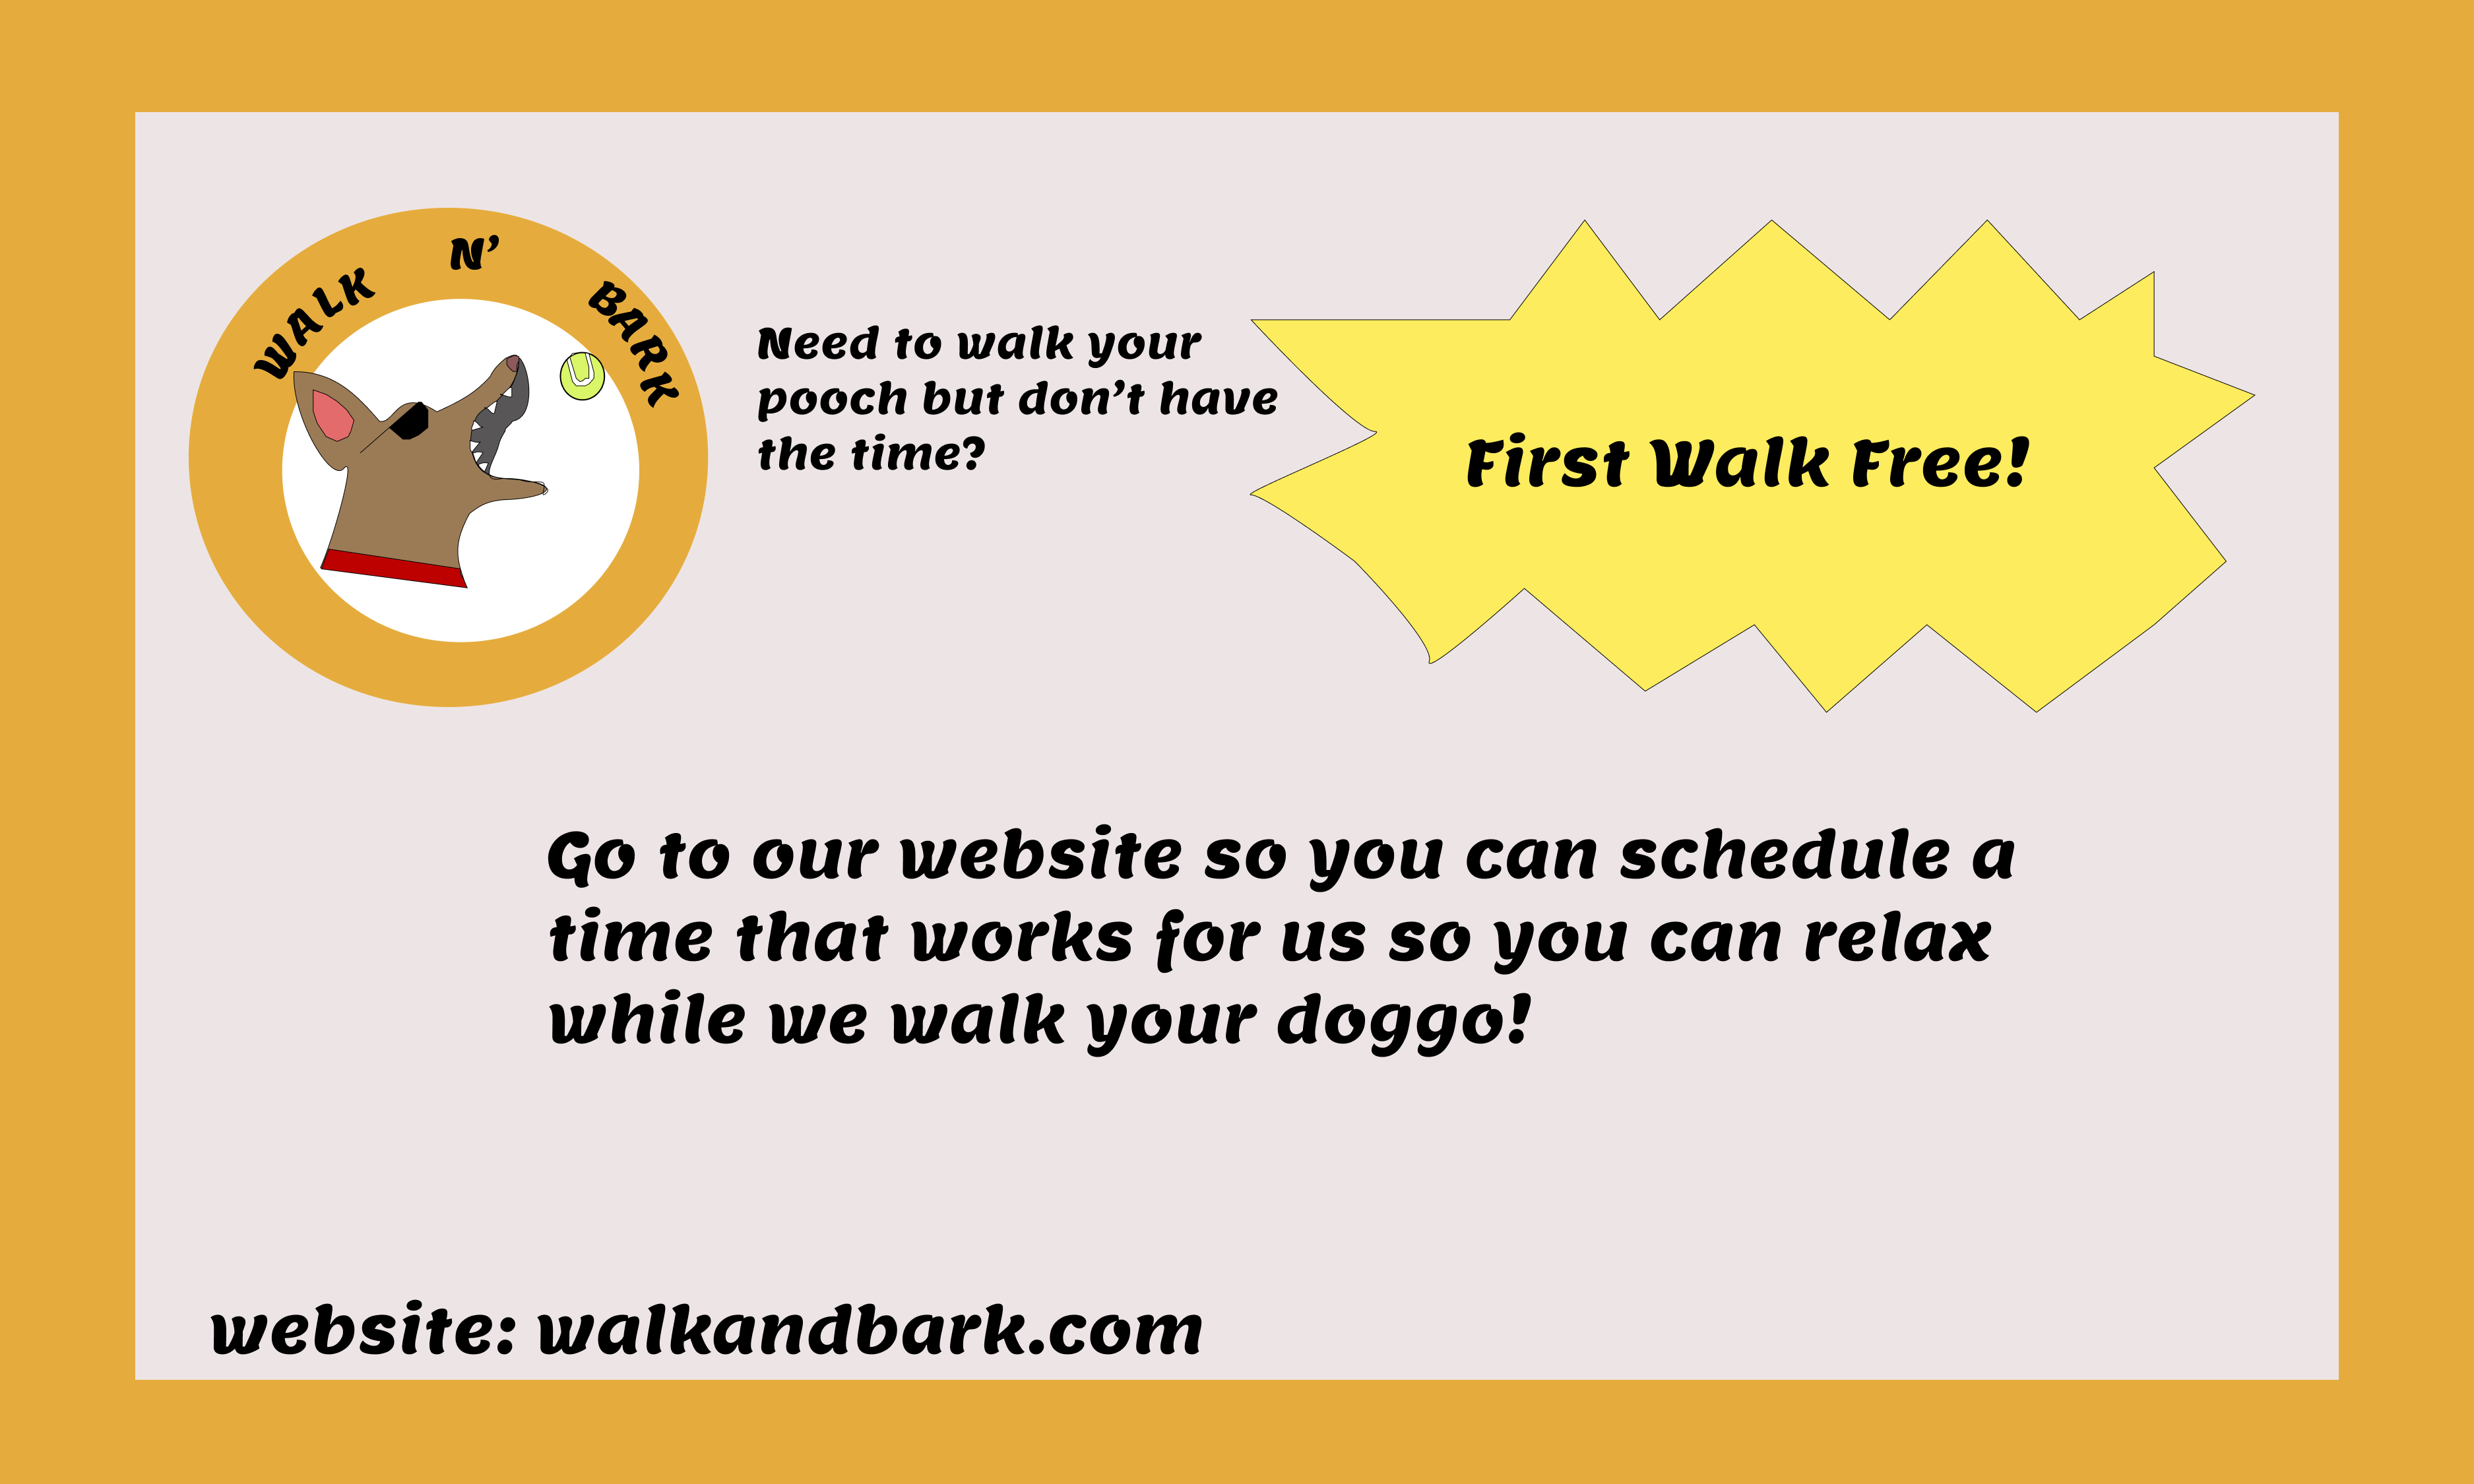 WALK N' BARK
Need to walk your
pooch but don't have
the time?
First Walk Free!
Go to our website so you can schedule a
time that works for us so you can relax
while we walk your doggo!
website: walkandbark.com